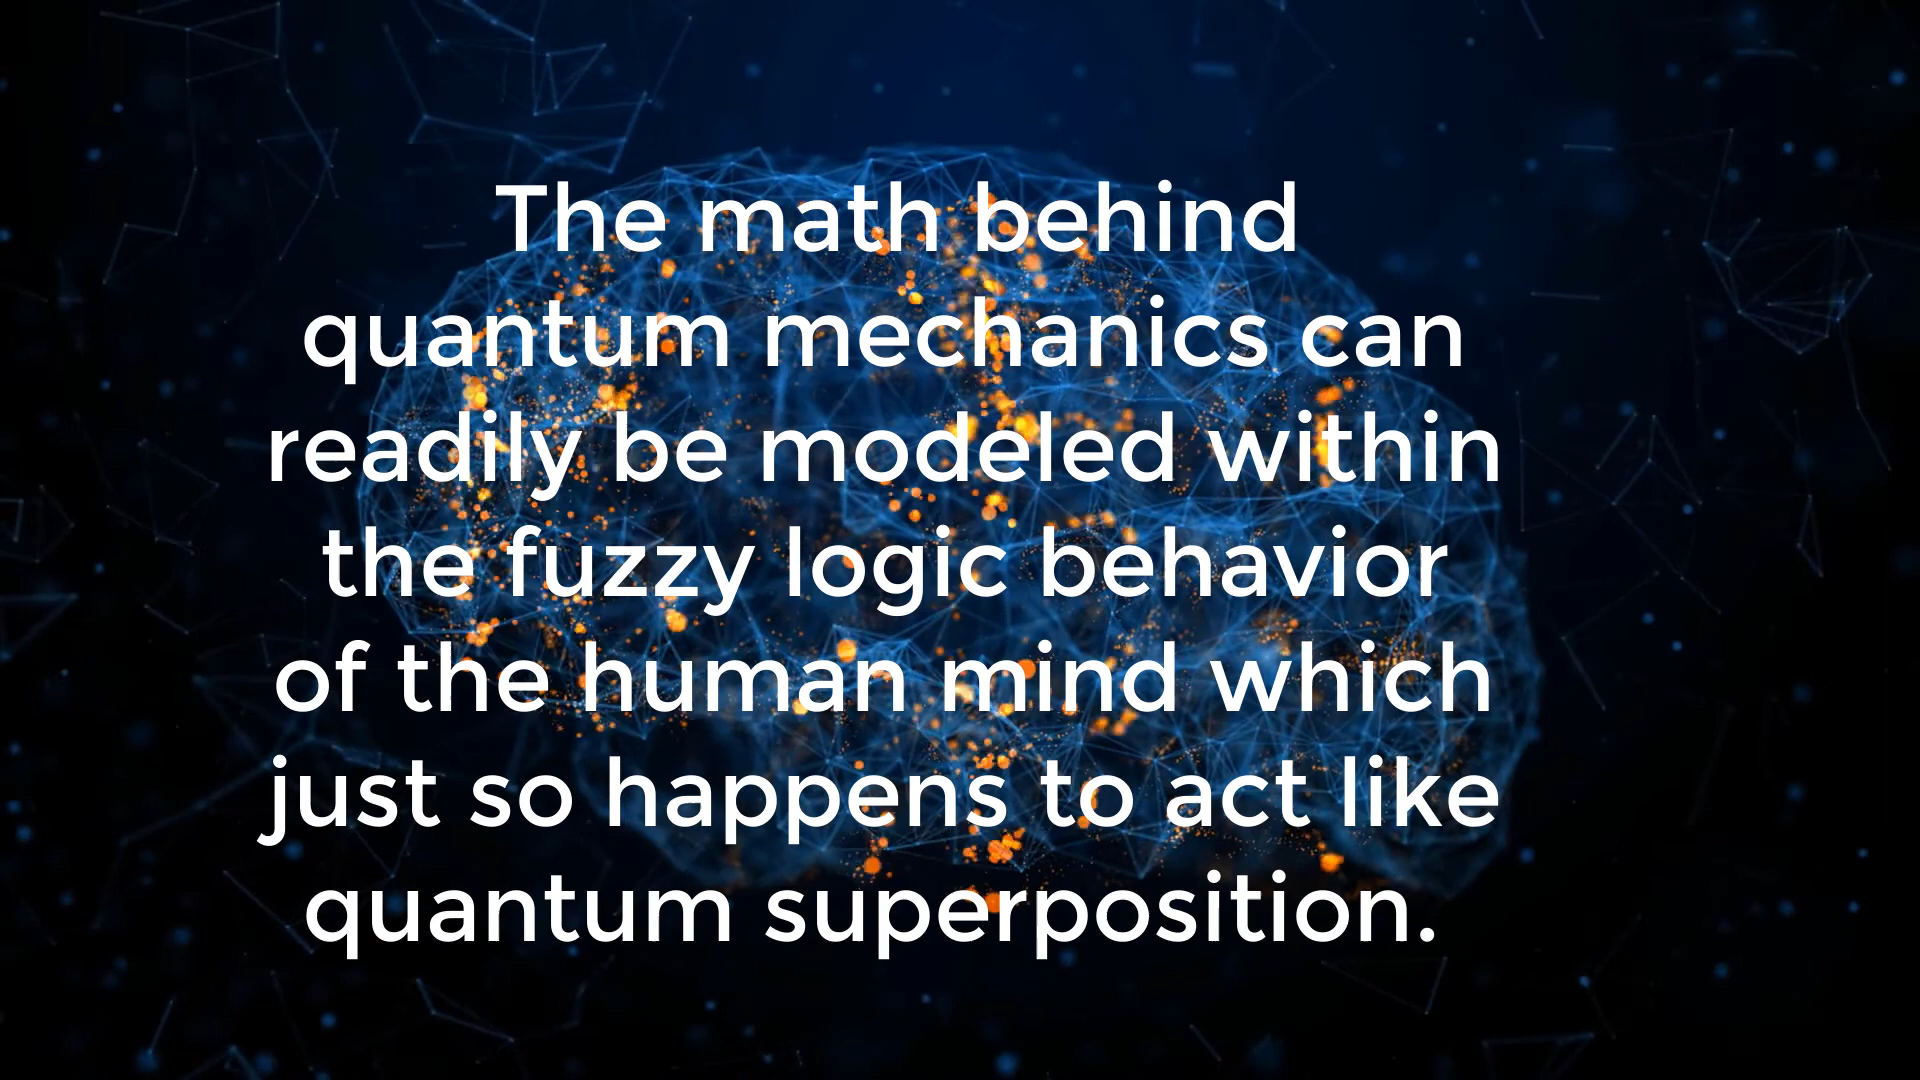 The math behind
quantum mechanics can
readily be modeled within
the fuzzy logic behavior
of the human mind which
just so happens to act like
quantum superposition.